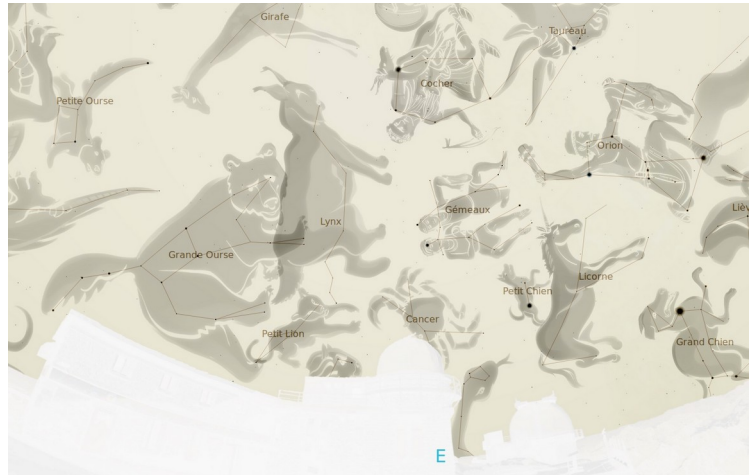 Girafe
Taureau
Cocher
Petite Ourse
Orion
Gémeaux
Lynx
Liè
Grande Ourse
Licorne
Petit Chien
Cancer
Petit Lion
Grand Chien
E